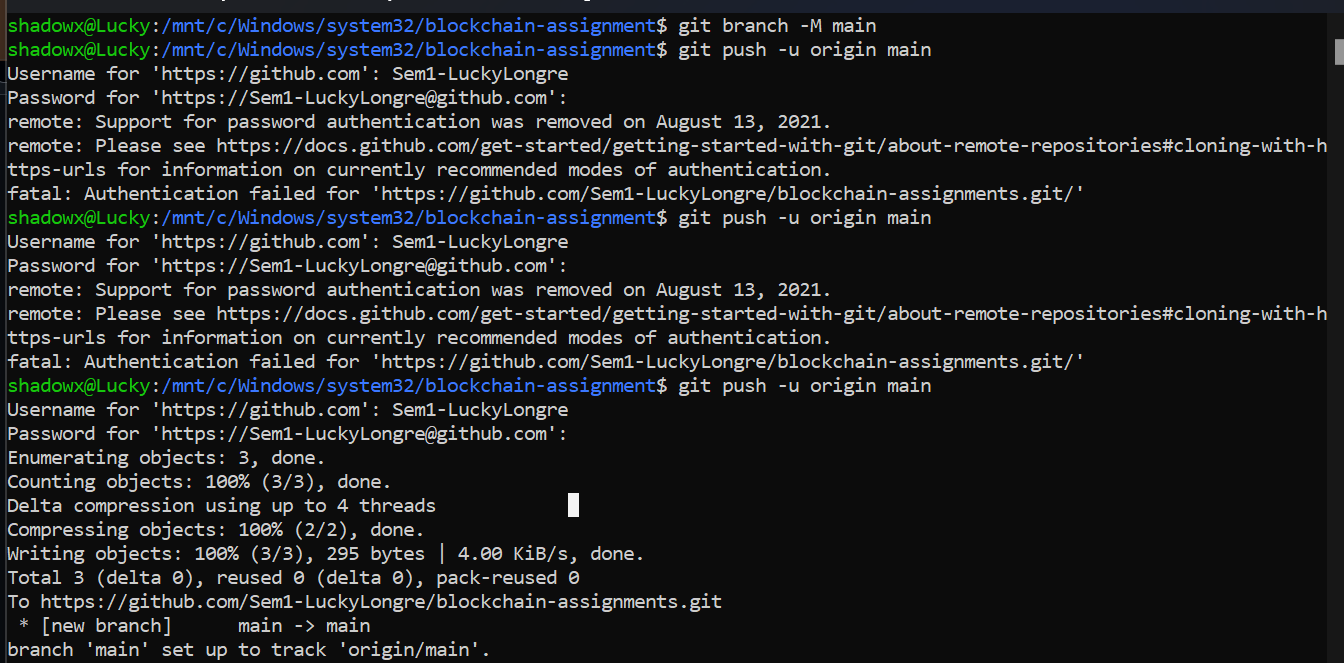 shadowx@Lucky:/mnt/c/Windows/system32/blockchain-assignment$ git branch -M main
shadowx@Lucky:/mnt/c/Windows/system32/blockchain-assignment$ git push -u origin main
Username for 'https://github.com': Sem1-LuckyLongre
Password for 'https://Sem1-LuckyLongre@github.com':
remote: Support for password authentication was removed on August 13, 2021.
remote: Please see https://docs.github.com/get-started/getting-started-with-git/about-remote-repositories#cloning-with-h
ttps-urls for information on currently recommended modes of authentication.
fatal: Authentication failed for 'https://github.com/Sem1-LuckyLongre/blockchain-assignments.git/'
shadowx@Lucky:/mnt/c/Windows/system32/blockchain-assignment$ git push -u origin main
Username for 'https://github.com': Sem1-LuckyLongre
Password for 'https://Sem1-LuckyLongre@github.com':
remote: Support for password authentication was removed on August 13, 2021.
remote: Please see https://docs.github.com/get-started/getting-started-with-git/about-remote-repositories#cloning-with-h
ttps-urls for information on currently recommended modes of authentication.
fatal: Authentication failed for 'https://github.com/Sem1-LuckyLongre/blockchain-assignments.git/'
shadowx@Lucky:/mnt/c/Windows/system32/blockchain-assignment$ git push -u origin main
Username for 'https://github.com': Sem1-LuckyLongre
Password for 'https://Sem1-LuckyLongre@github.com':
Enumerating objects: 3, done.
Counting objects: 100% (3/3), done.
Delta compression using up to 4 threads
Compressing objects: 100% (2/2), done.
Writing objects: 100% (3/3), 295 bytes | 4.00 KiB/s, done.
Total 3 (delta 0), reused 0 (delta 0), pack-reused 0
To https://github.com/Sem1-LuckyLongre/blockchain-assignments.git
 * [new branch]      main -> main
branch 'main' set up to track 'origin/main'.